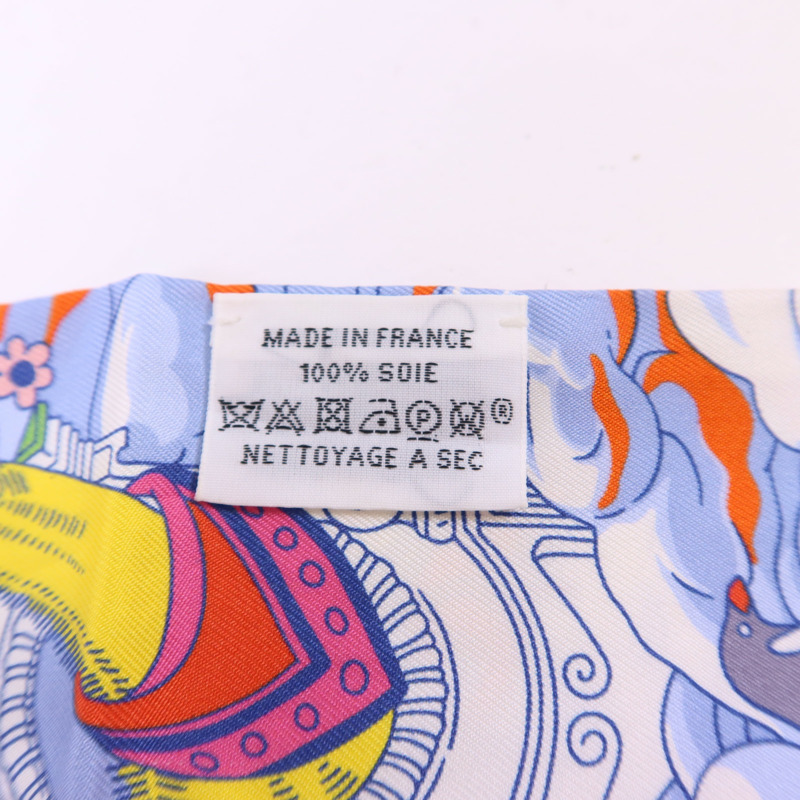 MADE IN FRANCE
100% SOIE
P ®
NETTOYAGE A SEC